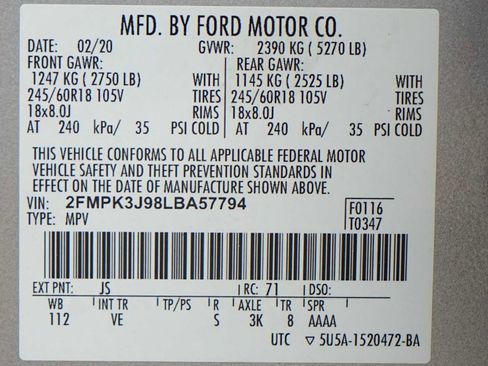 MFD. BY FORD MOTOR CO.
DATE: 02/20 GVWR: 2390 KG ( 5270 LB)
FRONT GAWR: REAR GAWR:
1247 KG ( 2750 LB) WITH 1145 KG ( 2525 LB) WITH
245/60R18 105V TIRES 245/60R18 105V TIRES
18x8.0J RIMS 18x8.0J RIMS
AT 240 kPa/ 35 PSI COLD AT 240 kPa/ 35 PSI COLD
THIS VEHICLE CONFORMS TO ALL APPLICABLE FEDERAL MOTOR
VEHICLE SAFETY AND THEFT PREVENTION STANDARDS IN
EFFECT ON THE DATE OF MANUFACTURE SHOWN ABOVE.
VIN: 2FMPK3J98LBA57794 F0116
TYPE: MPV T0347
EXT PNT: JS RC: 71 DSO:
WB INT TR TP/PS R AXLE TR SPR
112 VE S 3K 8 AAAA
UTC ▽ 5U5A-1520472-BA